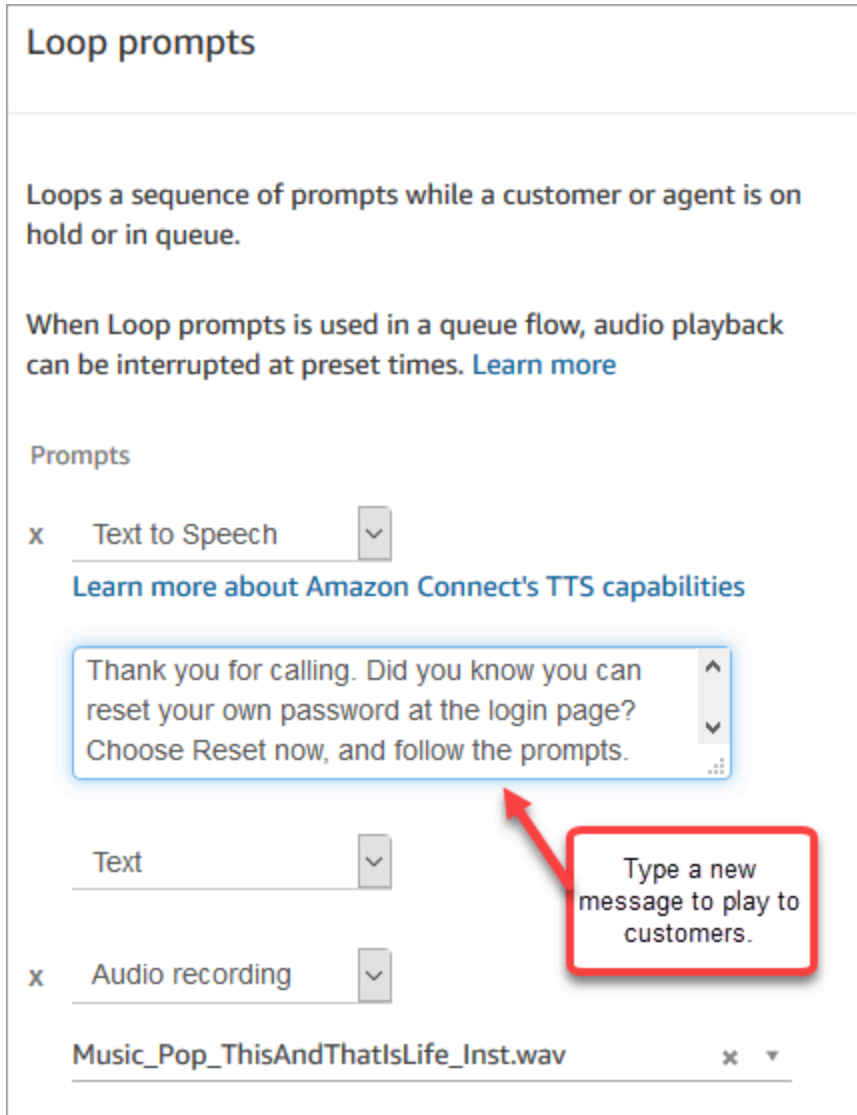 Loop prompts
Loops a sequence of prompts while a customer or agent is on
hold or in queue.
When Loop prompts is used in a queue flow, audio playback
can be interrupted at preset times. Learn more
Prompts
x Text to Speech
Learn more about Amazon Connect's TTS capabilities
Thank you for calling. Did you know you can
reset your own password at the login page?
Choose Reset now, and follow the prompts.
Text
Type a new
message to play to
customers.
x Audio recording
Music_Pop_ThisAndThatIsLife_Inst.wav